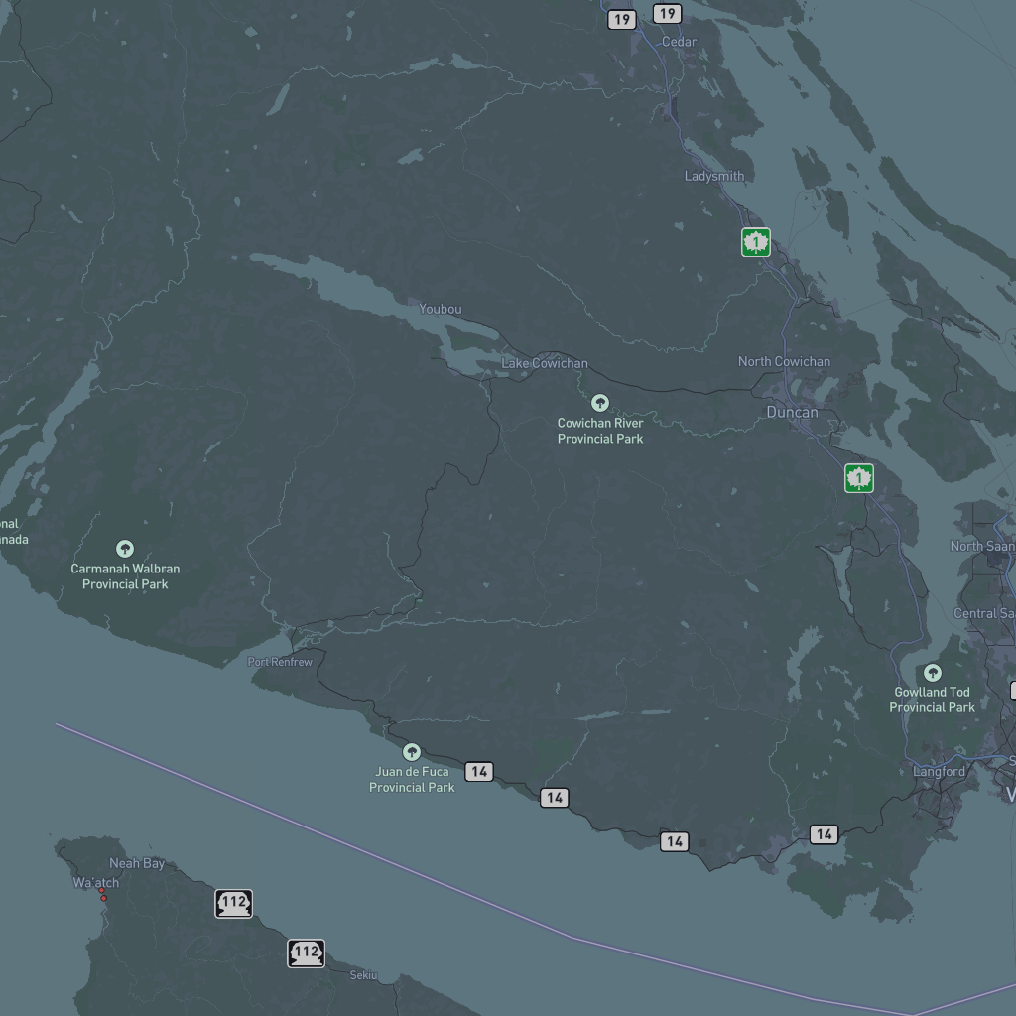 19
19
Cedar
Ladysmith
1
Youbou
Lake Cowichan
North Cowichan
Cowichan River
Provincial Park
Duncan
1
onal
anada
Carmanah Walbran
Provincial Park
North Saan
Central Sa
Port Renfrew
Gowlland Tod
Provincial Park
Juan de Fuca
Provincial Park
14
14
14
14
Langford
S
V
Neah Bay
Wa'atch
112
112
Sekiu